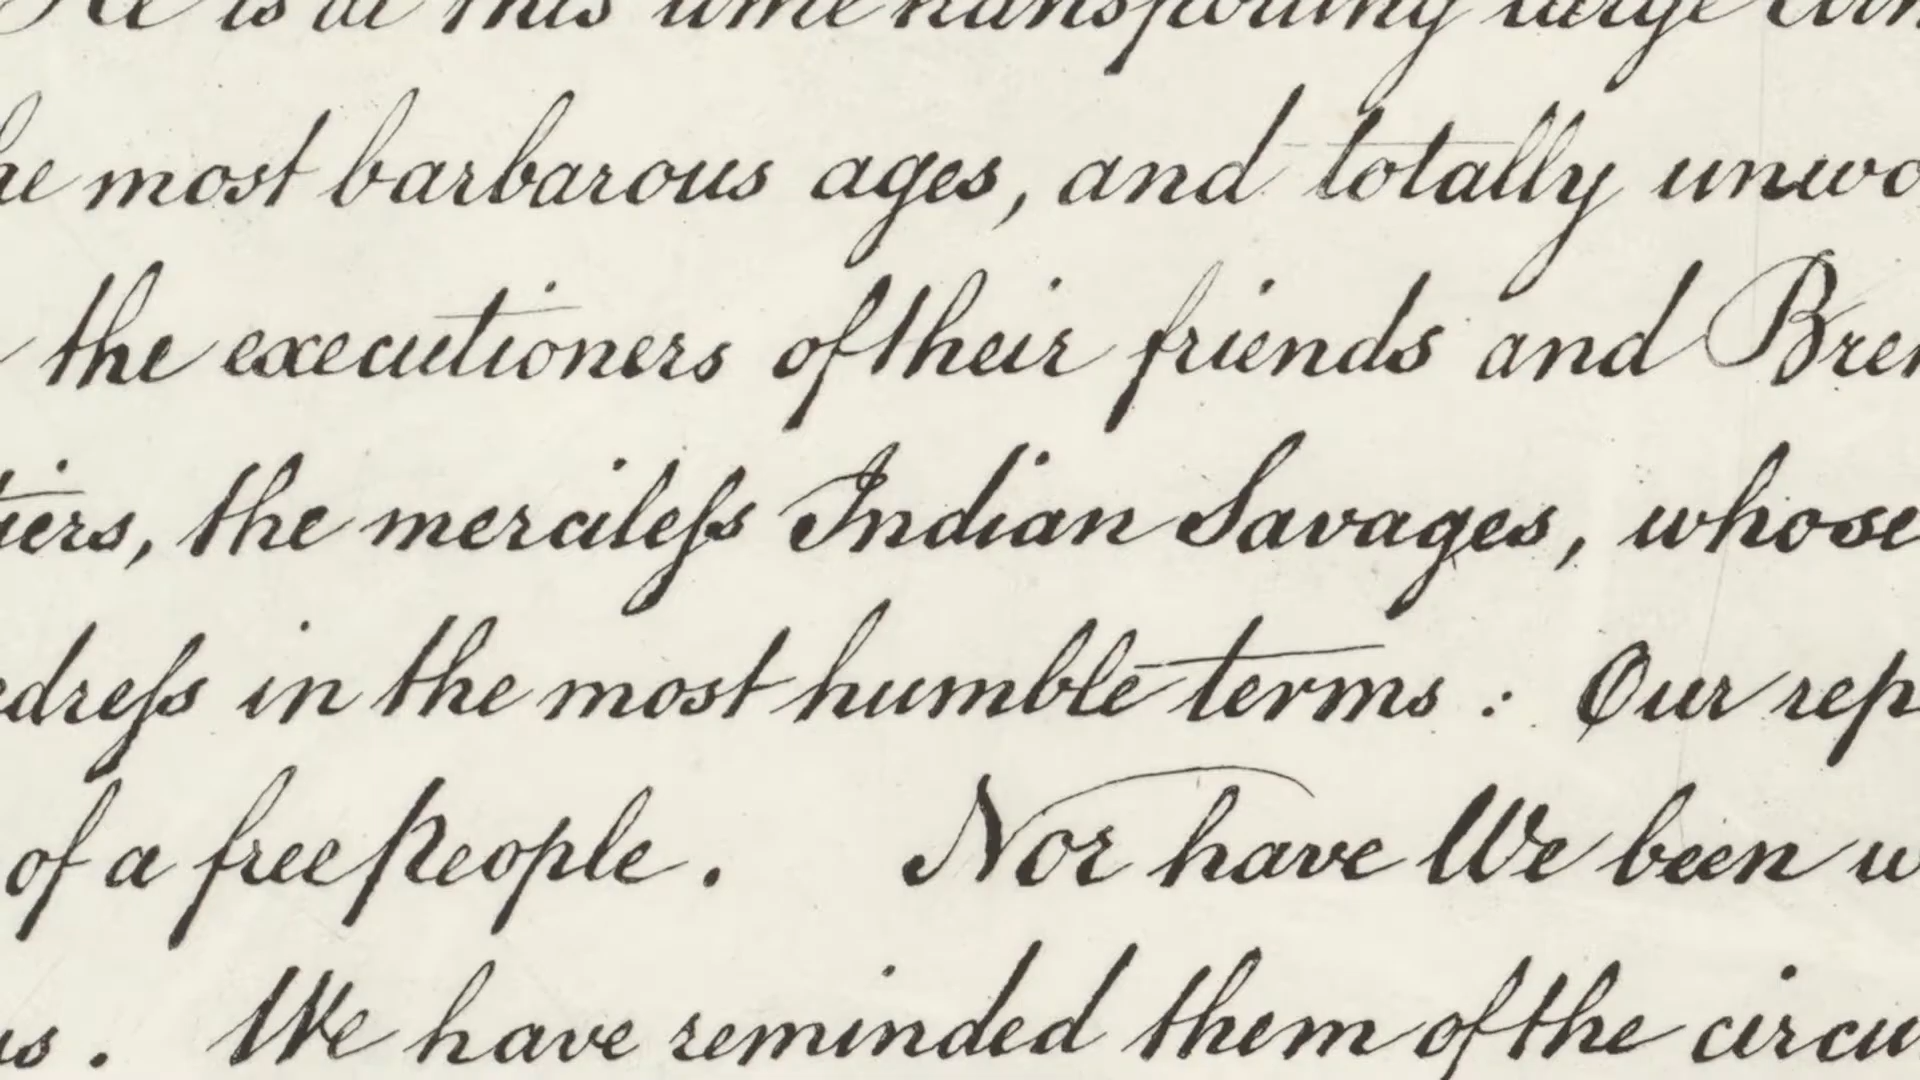 He is at this time transporting large
he most barbarous ages, and totally unwo
the executioners of their friends and Bre
tiers, the mercileſs Indian Savages, whose
edreſs in the most humble terms : Our rep
of a free people . Nor have We been w
us . We have reminded them of the circu